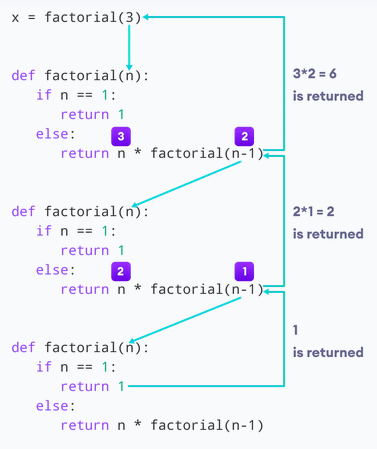 x = factorial(3)
def factorial(n):
if n == 1:
return 1
else:
3 2
return n * factorial(n-1)
3*2 = 6
is returned
def factorial(n):
if n == 1:
return 1
else:
2 1
return n * factorial(n-1)
2*1 = 2
is returned
def factorial(n):
if n == 1:
return 1
else:
return n * factorial(n-1)
1
is returned